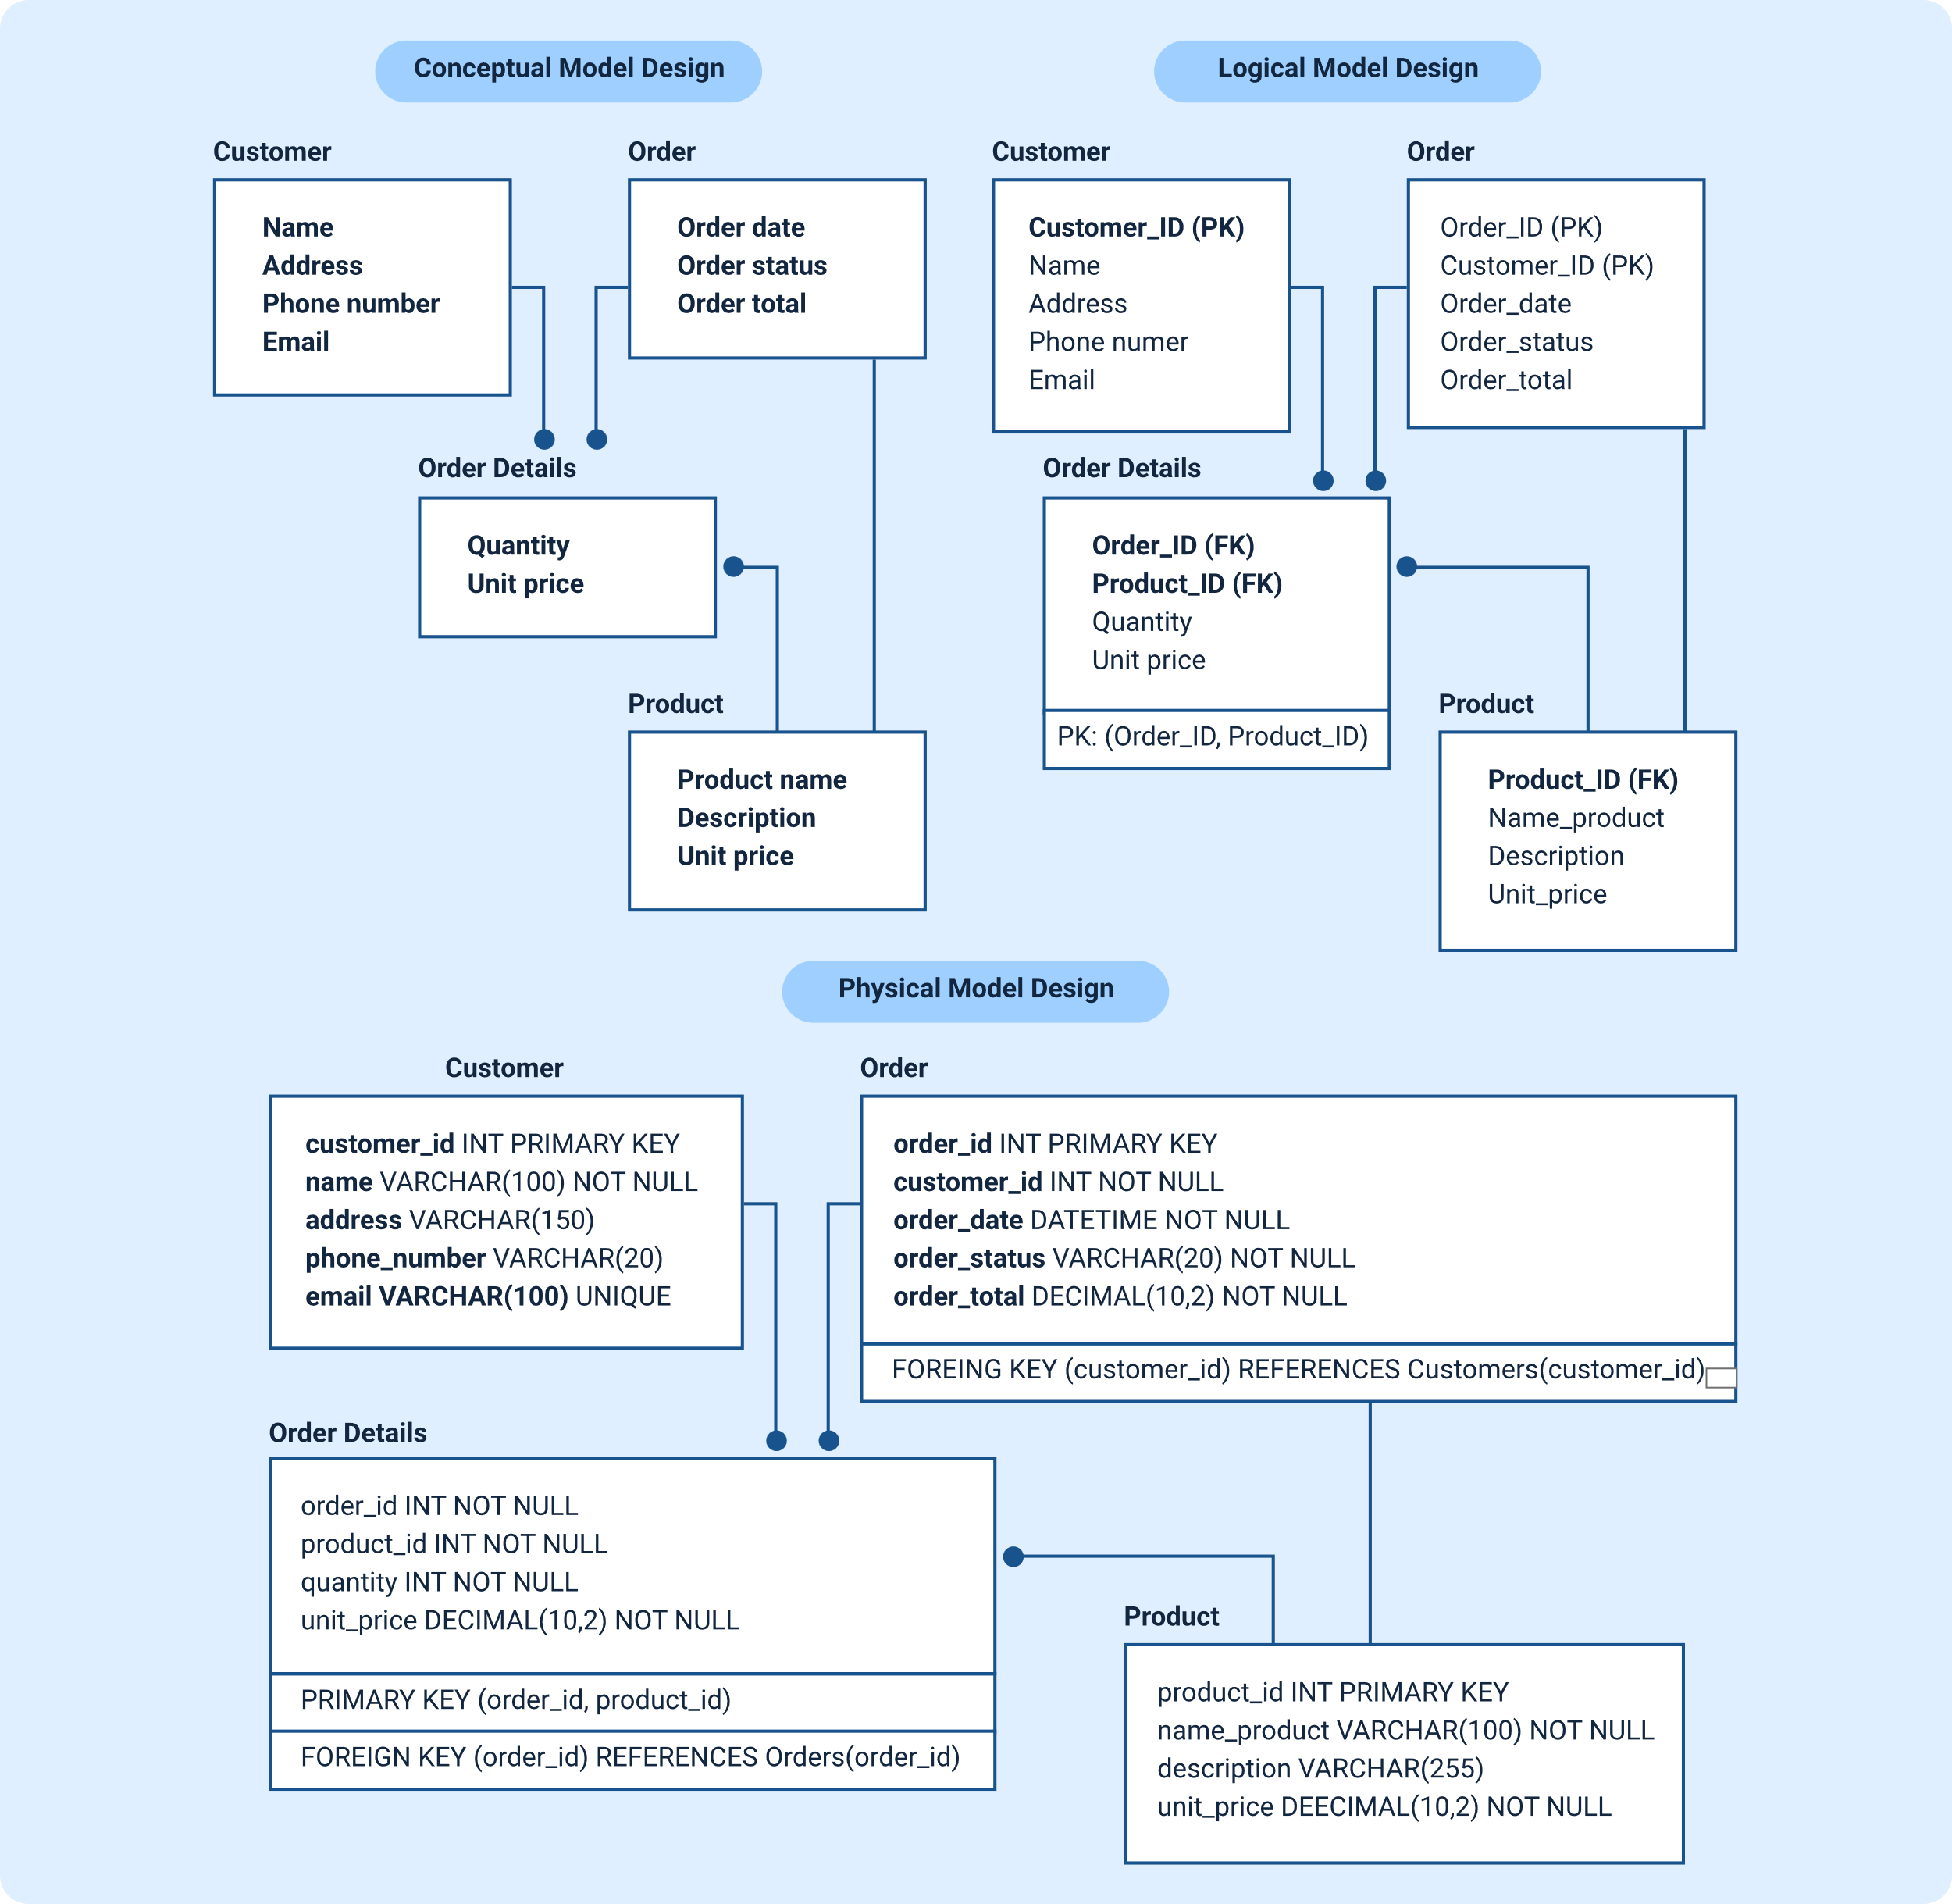 Conceptual Model Design
Customer
Name
Address
Phone number
Email
Order
Order date
Order status
Order total
Order Details
Quantity
Unit price
Product
Product name
Description
Unit price
Logical Model Design
Customer
Customer_ID (PK)
Name
Address
Phone numer
Email
Order
Order_ID (PK)
Customer_ID (PK)
Order_date
Order_status
Order_total
Order Details
Order_ID (FK)
Product_ID (FK)
Quantity
Unit price
PK: (Order_ID, Product_ID)
Product
Product_ID (FK)
Name_product
Description
Unit_price
Physical Model Design
Customer
customer_id INT PRIMARY KEY
name VARCHAR(100) NOT NULL
address VARCHAR(150)
phone_number VARCHAR(20)
email VARCHAR(100) UNIQUE
Order
order_id INT PRIMARY KEY
customer_id INT NOT NULL
order_date DATETIME NOT NULL
order_status VARCHAR(20) NOT NULL
order_total DECIMAL(10,2) NOT NULL
FOREING KEY (customer_id) REFERENCES Customers(customer_id)
Order Details
order_id INT NOT NULL
product_id INT NOT NULL
quantity INT NOT NULL
unit_price DECIMAL(10,2) NOT NULL
PRIMARY KEY (order_id, product_id)
FOREIGN KEY (order_id) REFERENCES Orders(order_id)
Product
product_id INT PRIMARY KEY
name_product VARCHAR(100) NOT NULL
description VARCHAR(255)
unit_price DEECIMAL(10,2) NOT NULL